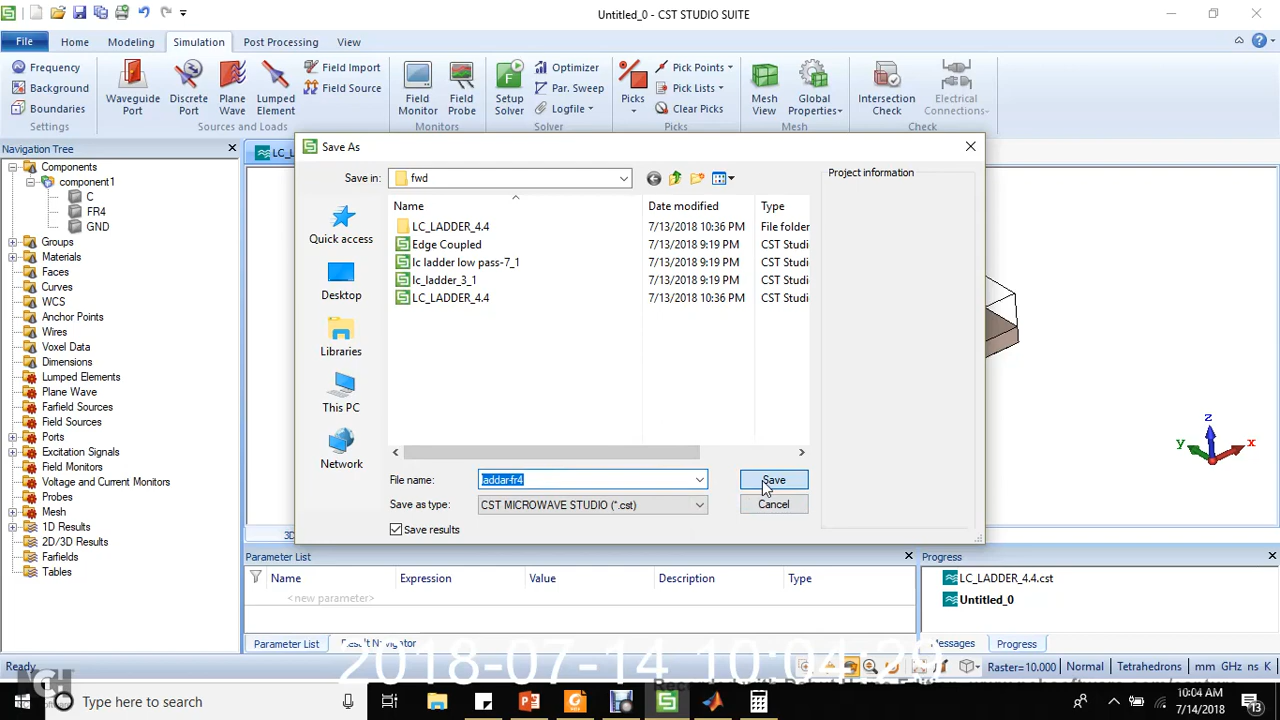 Untitled_0 - CST STUDIO SUITE
File
Home
Modeling
Simulation
Post Processing
View
Frequency
Background
Boundaries
Settings
Waveguide Port
Discrete Port
Plane Wave
Lumped Element
Field Import
Field Source
Sources and Loads
Field Monitor
Field Probe
Monitors
Setup Solver
Optimizer
Par. Sweep
Logfile
Solver
Picks
Pick Points
Pick Lists
Clear Picks
Picks
Mesh View
Global Properties
Mesh
Intersection Check
Electrical Connections
Check
Navigation Tree
Components
component1
C
FR4
GND
Groups
Materials
Faces
Curves
WCS
Anchor Points
Wires
Voxel Data
Dimensions
Lumped Elements
Plane Wave
Farfield Sources
Field Sources
Ports
Excitation Signals
Field Monitors
Voltage and Current Monitors
Probes
Mesh
1D Results
2D/3D Results
Farfields
Tables
LC_L
Save As
Save in:
fwd
Project information
Quick access
Desktop
Libraries
This PC
Network
Name Date modified Type
LC_LADDER_4.4 7/13/2018 10:36 PM File folder
Edge Coupled 7/13/2018 9:19 PM CST Studi
lc ladder low pass-7_1 7/13/2018 9:19 PM CST Studi
lc_ladder_3_1 7/13/2018 9:19 PM CST Studi
LC_LADDER_4.4 7/13/2018 10:36 PM CST Studi
File name: laddar-fr4 Save
Save as type: CST MICROWAVE STUDIO (*.cst) Cancel
Save results
z
y
x
3D
Parameter List
Name Expression Value Description Type
<new parameter>
Parameter List
Result Navigator
Progress
LC_LADDER_4.4.cst
Untitled_0
Messages
Progress
Ready
Raster=10.000 Normal Tetrahedrons mm GHz ns K
2018-07-14 10:04:29
Type here to search
10:04 AM
7/14/2018
13